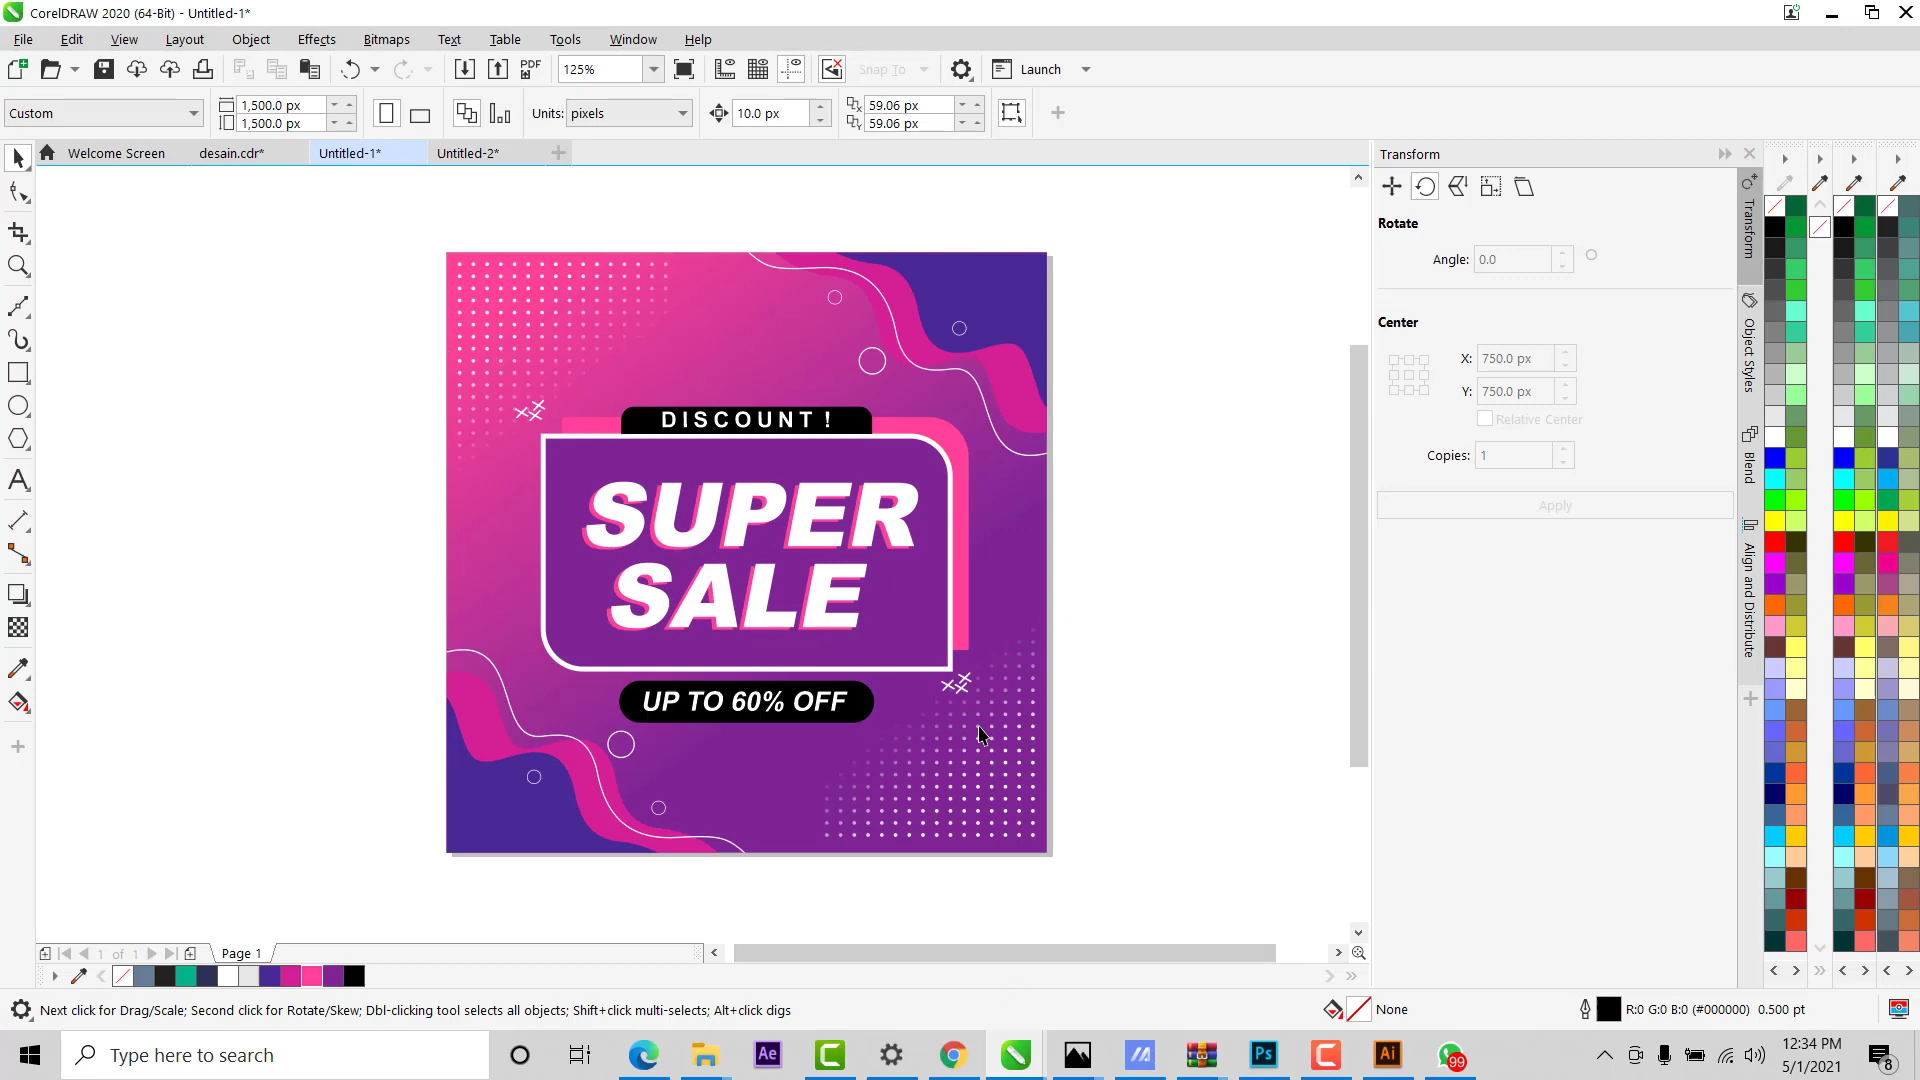 CorelDRAW 2020 (64-Bit) - Untitled-1*
File Edit View Layout Object Effects Bitmaps Text Table Tools Window Help
PDF 125% Snap To Launch
Custom 1,500.0 px 1,500.0 px Units: pixels 10.0 px 59.06 px 59.06 px
Welcome Screen desain.cdr* Untitled-1* Untitled-2*
Transform
Rotate
Angle: 0.0
Center
X: 750.0 px
Y: 750.0 px
Relative Center
Copies: 1
Apply
Transform
Object Styles
Blend
Align and Distribute
DISCOUNT !
SUPER
SALE
UP TO 60% OFF
1 of 1 Page 1
Next click for Drag/Scale; Second click for Rotate/Skew; Dbl-clicking tool selects all objects; Shift+click multi-selects; Alt+click digs
None R:0 G:0 B:0 (#000000) 0.500 pt
Type here to search
Ae
Ps
Ai
99
12:34 PM
5/1/2021
8